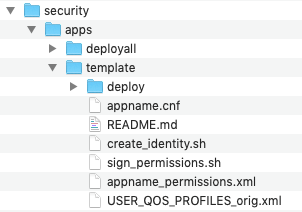 security
apps
deployall
template
deploy
appname.cnf
README.md
create_identity.sh
sign_permissions.sh
appname_permissions.xml
USER_QOS_PROFILES_orig.xml